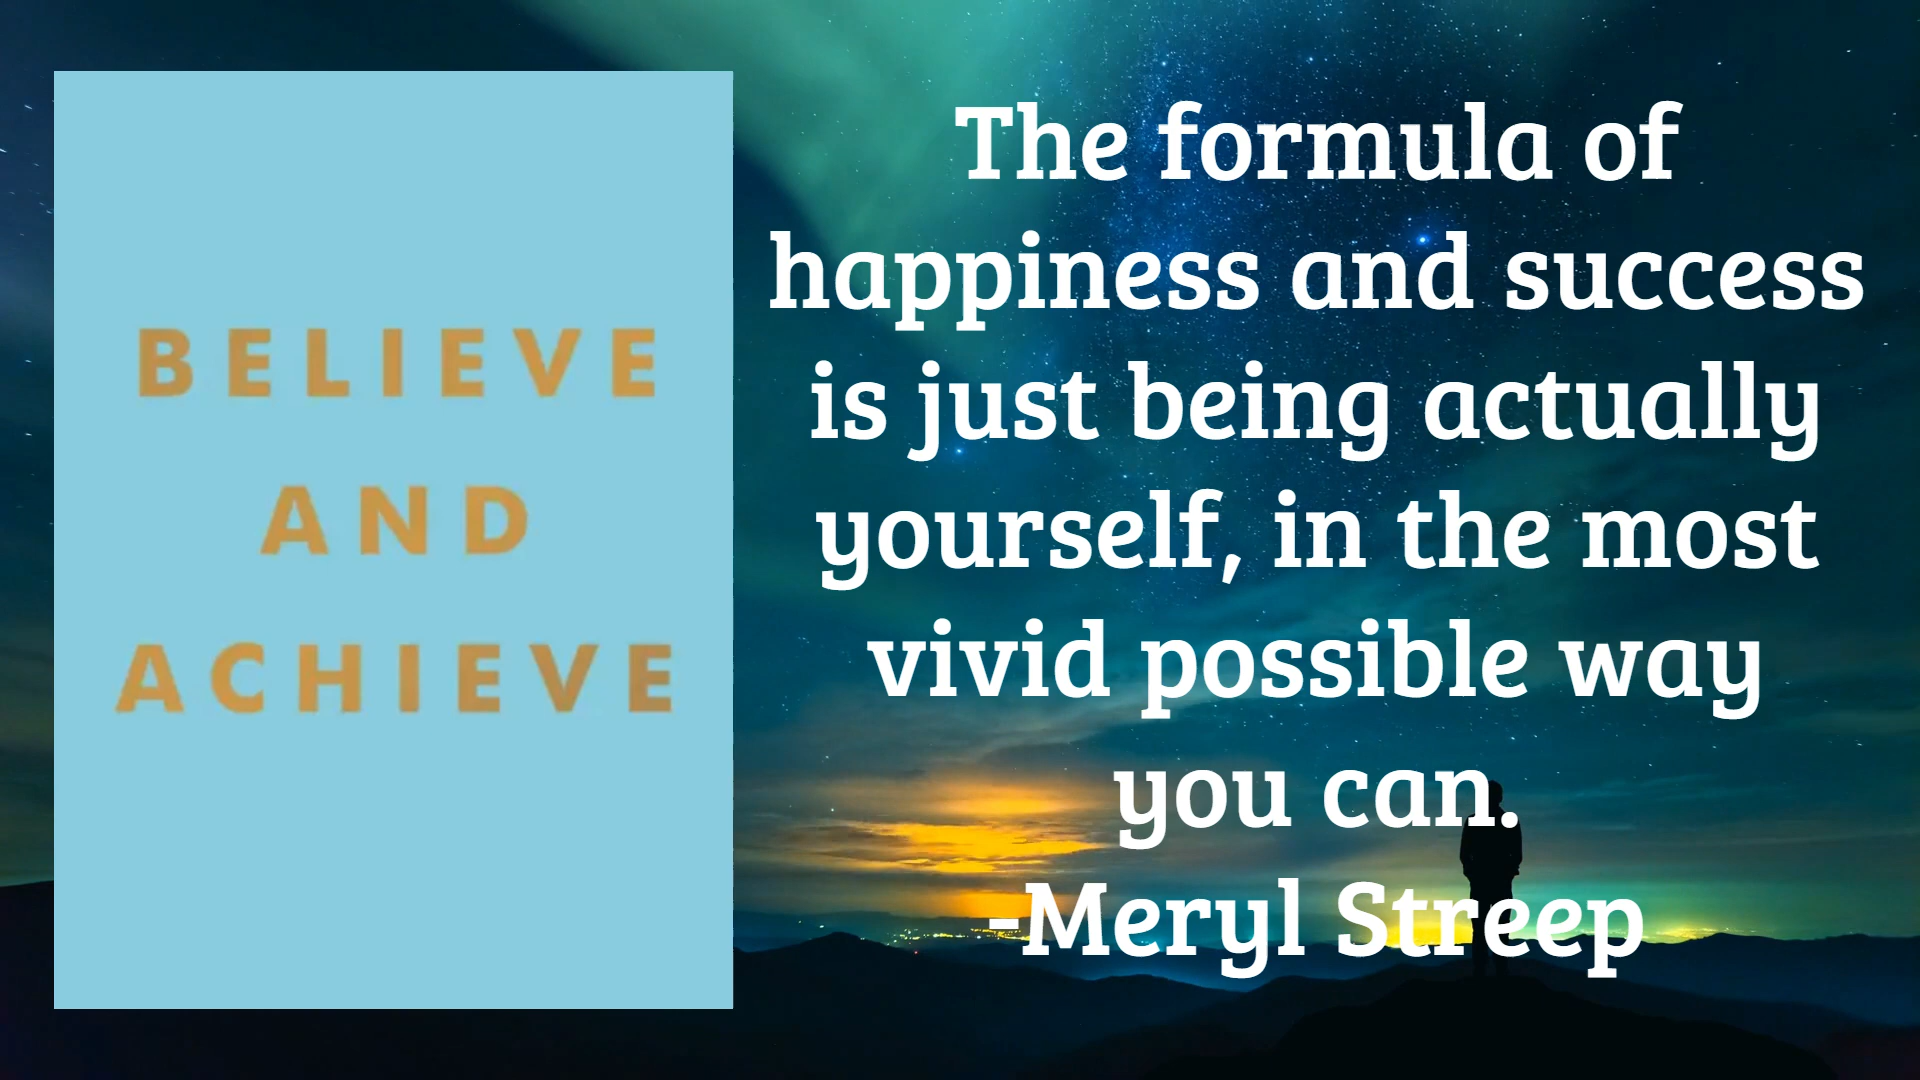 BELIEVE
AND
ACHIEVE
The formula of
happiness and success
is just being actually
yourself, in the most
vivid possible way
you can.
-Meryl Streep